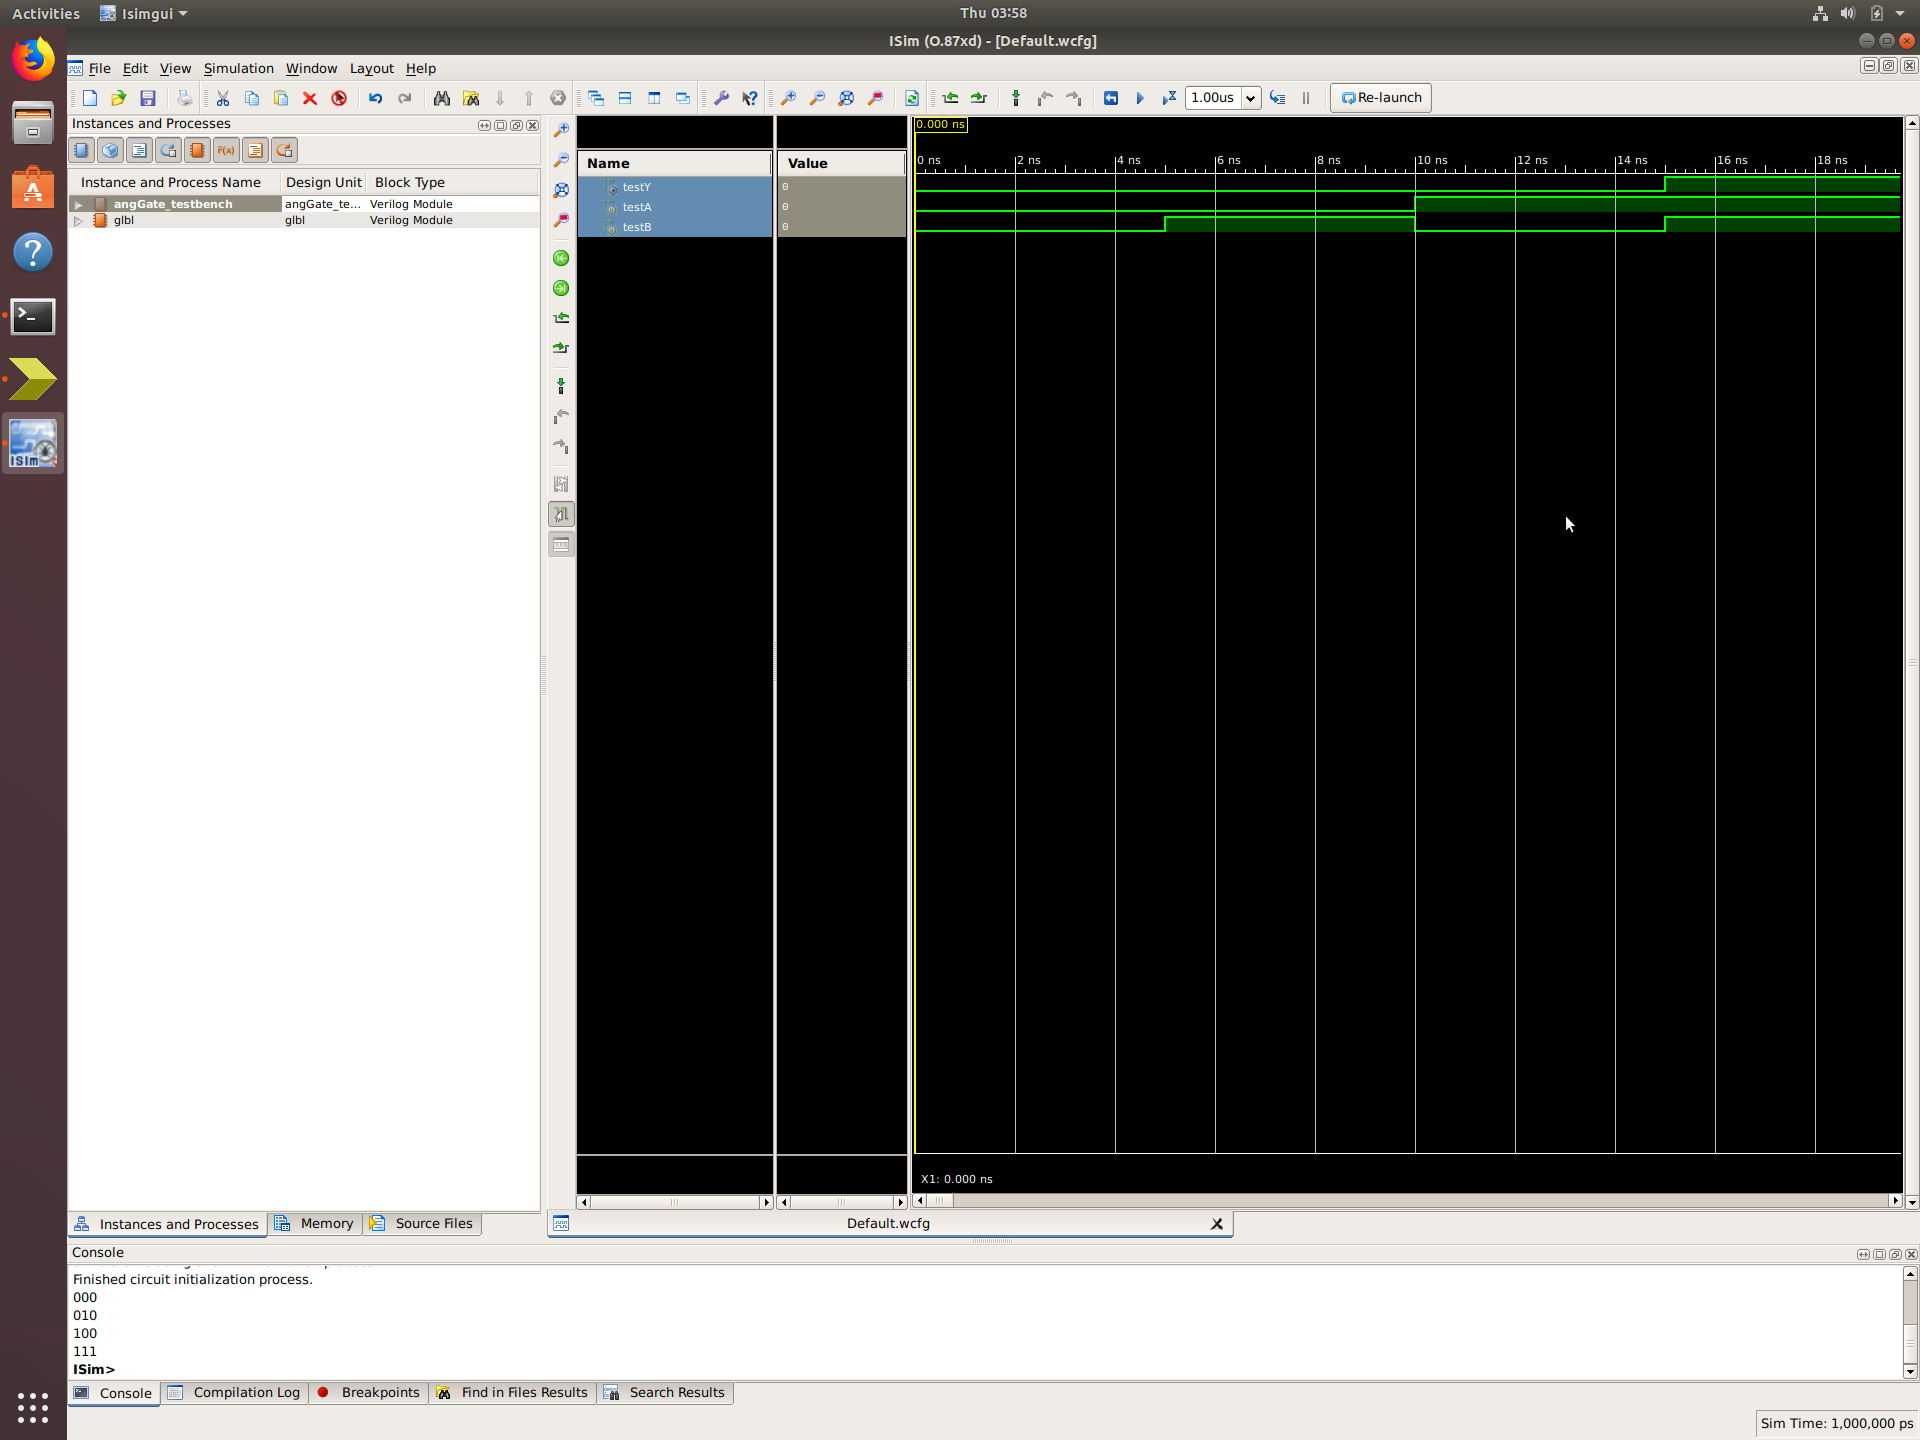 Activities Isimgui Thu 03:58
ISim (O.87xd) - [Default.wcfg]
File Edit View Simulation Window Layout Help
1.00us Re-launch
Instances and Processes
F(x)
Instance and Process Name Design Unit Block Type
angGate_testbench angGate_te... Verilog Module
glbl glbl Verilog Module
Name Value
testY 0
testA 0
testB 0
0.000 ns
0 ns 2 ns 4 ns 6 ns 8 ns 10 ns 12 ns 14 ns 16 ns 18 ns
X1: 0.000 ns
ISim
Instances and Processes Memory Source Files
Default.wcfg
Console
Finished circuit initialization process.
000
010
100
111
ISim>
Console Compilation Log Breakpoints Find in Files Results Search Results
Sim Time: 1,000,000 ps